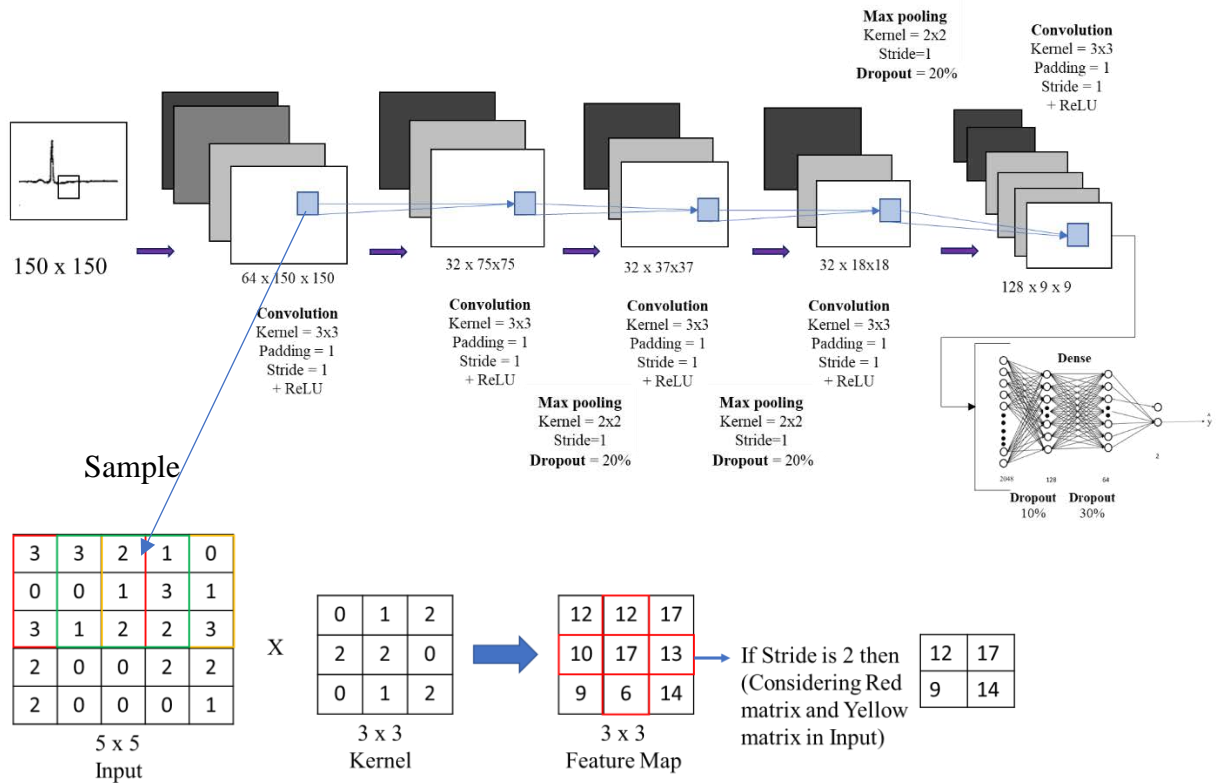 Max pooling
Kernel = 2x2
Stride=1
Dropout = 20%
Convolution
Kernel = 3x3
Padding = 1
Stride = 1
+ ReLU
150 x 150
64 x 150 x 150
32 x 75x75
32 x 37x37
32 x 18x18
128 x 9 x 9
Convolution
Kernel = 3x3
Padding = 1
Stride = 1
+ ReLU
Convolution
Kernel = 3x3
Padding = 1
Stride = 1
+ ReLU
Convolution
Kernel = 3x3
Padding = 1
Stride = 1
+ ReLU
Convolution
Kernel = 3x3
Padding = 1
Stride = 1
+ ReLU
Max pooling
Kernel = 2x2
Stride=1
Dropout = 20%
Max pooling
Kernel = 2x2
Stride=1
Dropout = 20%
Dense
ŷ
2048
128
64
2
Dropout
10%
Dropout
30%
Sample
3 3 2 1 0
0 0 1 3 1
3 1 2 2 3
2 0 0 2 2
2 0 0 0 1
5 x 5
Input
X
0 1 2
2 2 0
0 1 2
3 x 3
Kernel
12 12 17
10 17 13
9 6 14
3 x 3
Feature Map
If Stride is 2 then
(Considering Red
matrix and Yellow
matrix in Input)
12 17
9 14